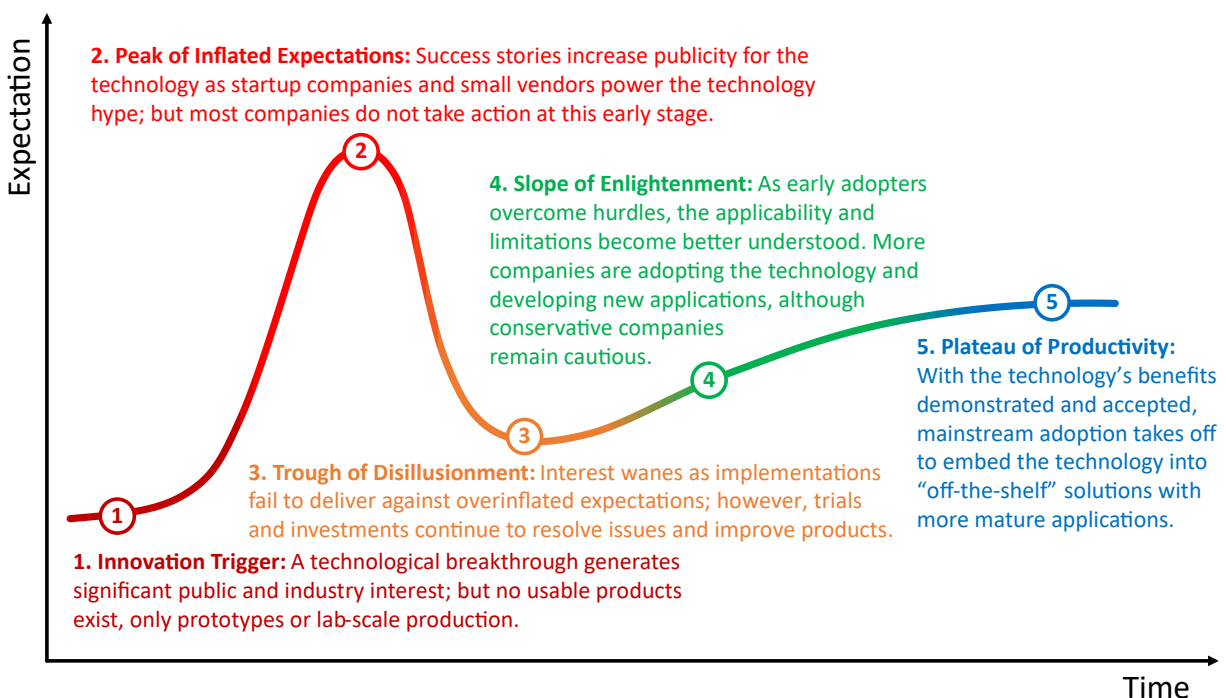 Expectation
2. Peak of Inflated Expectations: Success stories increase publicity for the
technology as startup companies and small vendors power the technology
hype; but most companies do not take action at this early stage.
2
4. Slope of Enlightenment: As early adopters
overcome hurdles, the applicability and
limitations become better understood. More
companies are adopting the technology and
developing new applications, although
conservative companies
remain cautious.
5
4
5. Plateau of Productivity:
With the technology’s benefits
demonstrated and accepted,
mainstream adoption takes off
to embed the technology into
“off-the-shelf” solutions with
more mature applications.
3
3. Trough of Disillusionment: Interest wanes as implementations
fail to deliver against overinflated expectations; however, trials
and investments continue to resolve issues and improve products.
1
1. Innovation Trigger: A technological breakthrough generates
significant public and industry interest; but no usable products
exist, only prototypes or lab-scale production.
Time